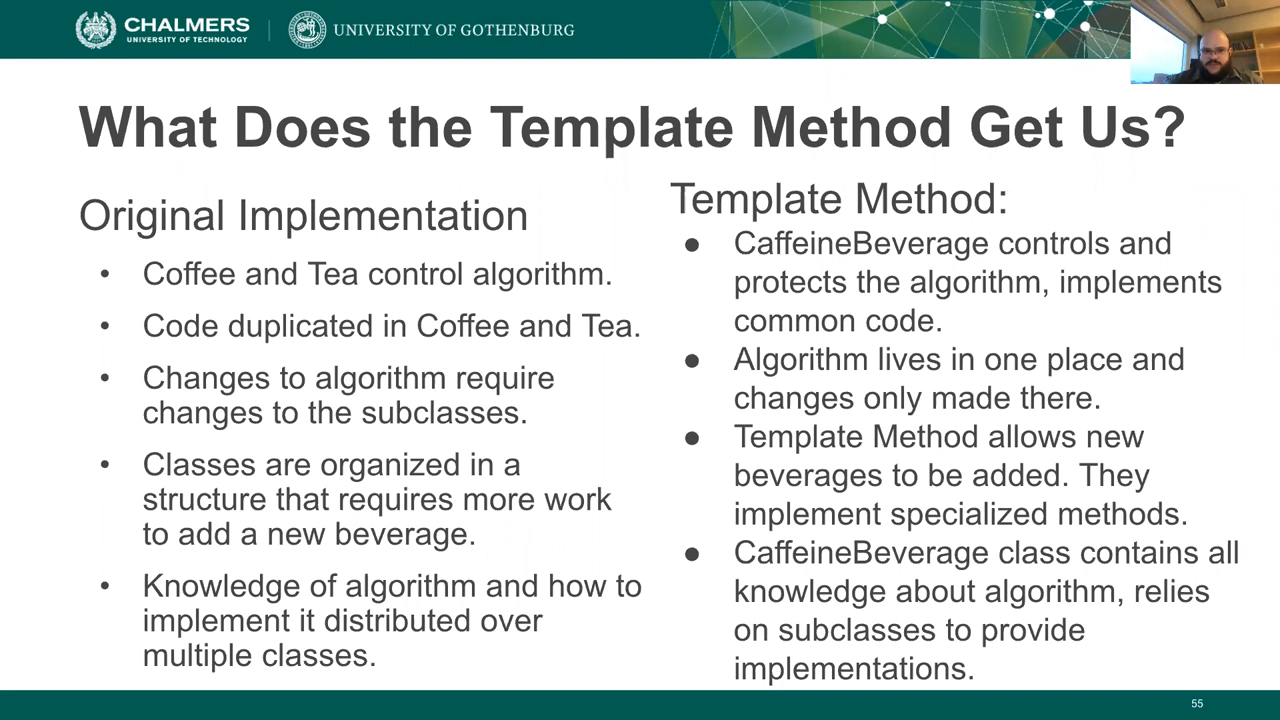 CHALMERS
UNIVERSITY OF TECHNOLOGY
UNIVERSITY OF GOTHENBURG
What Does the Template Method Get Us?
Original Implementation
• Coffee and Tea control algorithm.
• Code duplicated in Coffee and Tea.
• Changes to algorithm require
changes to the subclasses.
• Classes are organized in a
structure that requires more work
to add a new beverage.
• Knowledge of algorithm and how to
implement it distributed over
multiple classes.
Template Method:
● CaffeineBeverage controls and
protects the algorithm, implements
common code.
● Algorithm lives in one place and
changes only made there.
● Template Method allows new
beverages to be added. They
implement specialized methods.
● CaffeineBeverage class contains all
knowledge about algorithm, relies
on subclasses to provide
implementations.
55